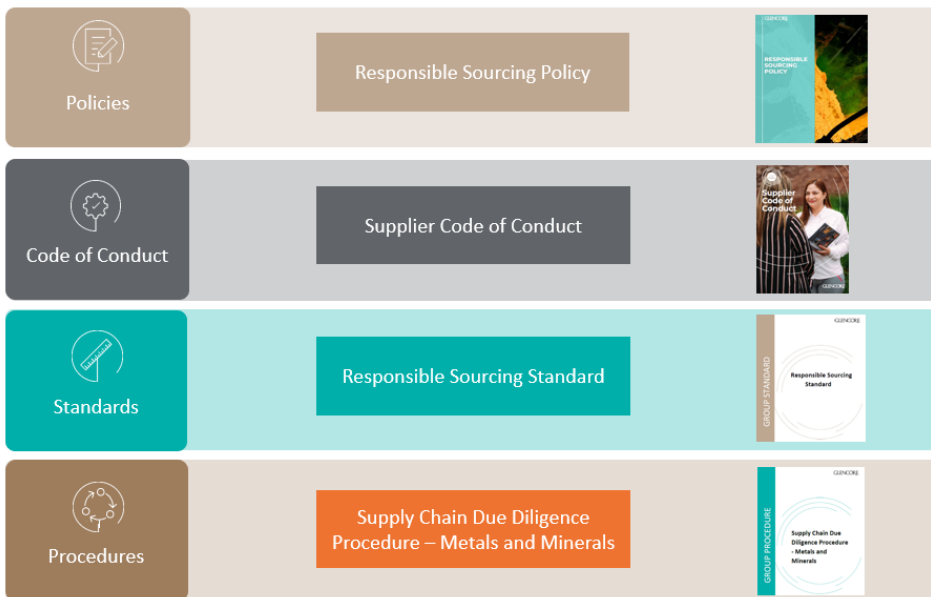 Policies
Responsible Sourcing Policy
GLENCORE
RESPONSIBLE
SOURCING
POLICY
Code of Conduct
Supplier Code of Conduct
Supplier
Code of
Conduct
GLENCORE
Standards
Responsible Sourcing Standard
GLENCORE
GROUP STANDARD
Responsible Sourcing
Standard
Procedures
Supply Chain Due Diligence
Procedure – Metals and Minerals
GLENCORE
GROUP PROCEDURE
Supply Chain Due
Diligence Procedure
- Metals and
Minerals